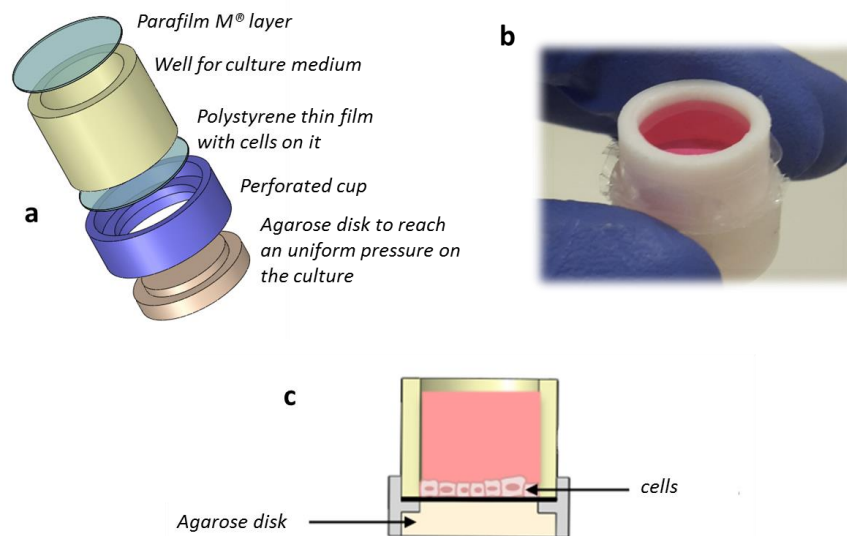 Parafilm M® layer
b
Well for culture medium
Polystyrene thin film
with cells on it
Perforated cup
a
Agarose disk to reach
an uniform pressure on
the culture
c
cells
Agarose disk